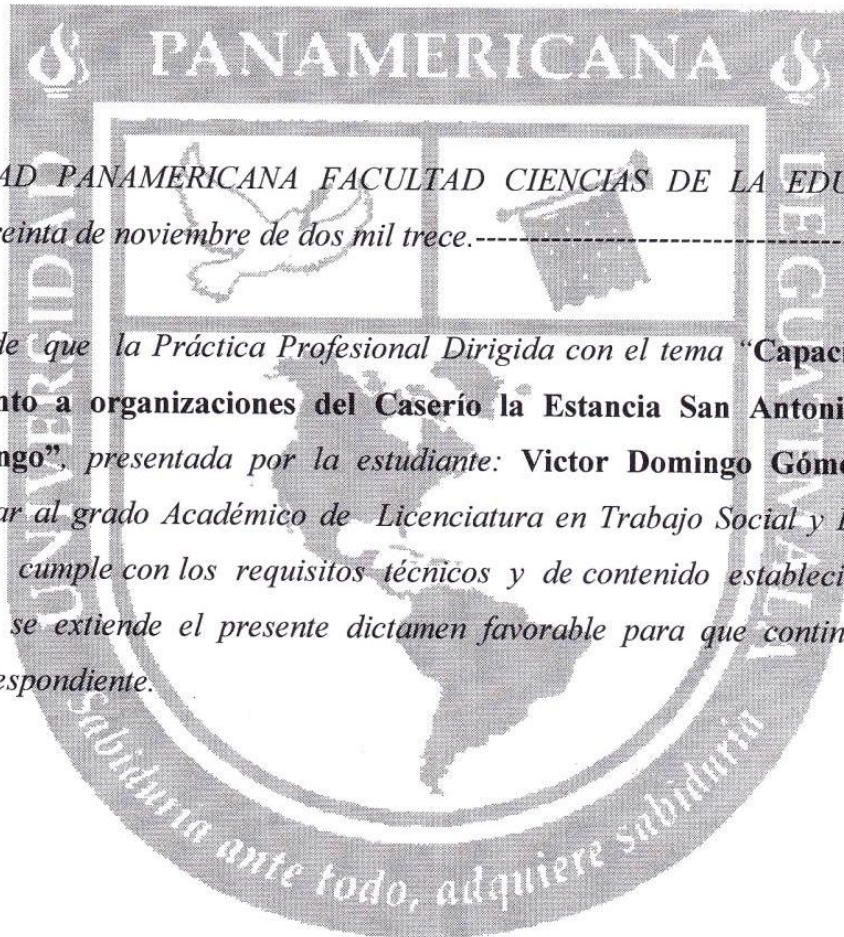 PANAMERICANA
UNIVERSIDAD
DE GUATEMALA
AD PANAMERICANA FACULTAD CIENCIAS DE LA EDU
reinta de noviembre de dos mil trece.------------------------------------
de que la Práctica Profesional Dirigida con el tema "Capaci
nto a organizaciones del Caserío la Estancia San Antoni
ngo", presentada por la estudiante: Victor Domingo Góme
ar al grado Académico de Licenciatura en Trabajo Social y
cumple con los requisitos técnicos y de contenido estableci
se extiende el presente dictamen favorable para que contin
espondiente.
Sabiduría ante todo, adquiere sabiduría